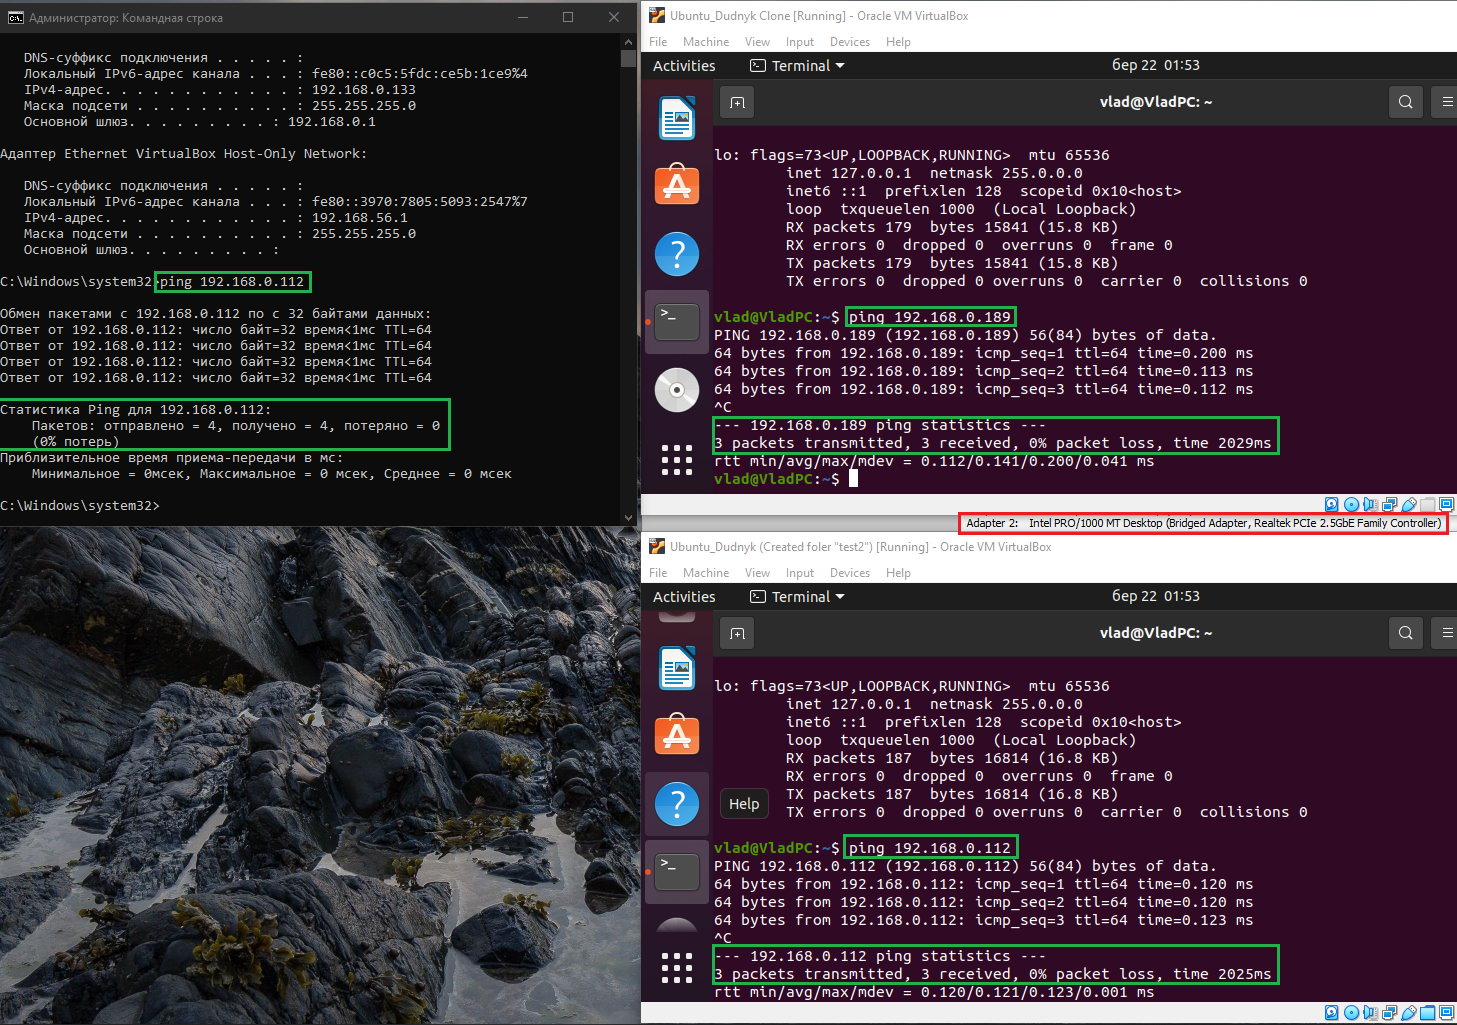 Администратор: Командная строка
DNS-суффикс подключения . . . . . :
Локальный IPv6-адрес канала . . . : fe80::c0c5:5fdc:ce5b:1ce9%4
IPv4-адрес. . . . . . . . . . . . : 192.168.0.133
Маска подсети . . . . . . . . . . : 255.255.255.0
Основной шлюз. . . . . . . . . : 192.168.0.1
Адаптер Ethernet VirtualBox Host-Only Network:
DNS-суффикс подключения . . . . . :
Локальный IPv6-адрес канала . . . : fe80::3970:7805:5093:2547%7
IPv4-адрес. . . . . . . . . . . . : 192.168.56.1
Маска подсети . . . . . . . . . . : 255.255.255.0
Основной шлюз. . . . . . . . . :
C:\Windows\system32>ping 192.168.0.112
Обмен пакетами с 192.168.0.112 по с 32 байтами данных:
Ответ от 192.168.0.112: число байт=32 время<1мс TTL=64
Ответ от 192.168.0.112: число байт=32 время<1мс TTL=64
Ответ от 192.168.0.112: число байт=32 время<1мс TTL=64
Ответ от 192.168.0.112: число байт=32 время<1мс TTL=64
Статистика Ping для 192.168.0.112:
Пакетов: отправлено = 4, получено = 4, потеряно = 0
(0% потерь)
Приблизительное время приема-передачи в мс:
Минимальное = 0мсек, Максимальное = 0 мсек, Среднее = 0 мсек
C:\Windows\system32>
Ubuntu_Dudnyk Clone [Running] - Oracle VM VirtualBox
File Machine View Input Devices Help
Activities Terminal бер 22 01:53
vlad@VladPC: ~
lo: flags=73<UP,LOOPBACK,RUNNING> mtu 65536
inet 127.0.0.1 netmask 255.0.0.0
inet6 ::1 prefixlen 128 scopeid 0x10<host>
loop txqueuelen 1000 (Local Loopback)
RX packets 179 bytes 15841 (15.8 KB)
RX errors 0 dropped 0 overruns 0 frame 0
TX packets 179 bytes 15841 (15.8 KB)
TX errors 0 dropped 0 overruns 0 carrier 0 collisions 0
vlad@VladPC:~$ ping 192.168.0.189
PING 192.168.0.189 (192.168.0.189) 56(84) bytes of data.
64 bytes from 192.168.0.189: icmp_seq=1 ttl=64 time=0.200 ms
64 bytes from 192.168.0.189: icmp_seq=2 ttl=64 time=0.113 ms
64 bytes from 192.168.0.189: icmp_seq=3 ttl=64 time=0.112 ms
^C
--- 192.168.0.189 ping statistics ---
3 packets transmitted, 3 received, 0% packet loss, time 2029ms
rtt min/avg/max/mdev = 0.112/0.141/0.200/0.041 ms
vlad@VladPC:~$
Adapter 2: Intel PRO/1000 MT Desktop (Bridged Adapter, Realtek PCIe 2.5GbE Family Controller)
Ubuntu_Dudnyk (Created foler "test2") [Running] - Oracle VM VirtualBox
File Machine View Input Devices Help
Activities Terminal бер 22 01:53
vlad@VladPC: ~
lo: flags=73<UP,LOOPBACK,RUNNING> mtu 65536
inet 127.0.0.1 netmask 255.0.0.0
inet6 ::1 prefixlen 128 scopeid 0x10<host>
loop txqueuelen 1000 (Local Loopback)
RX packets 187 bytes 16814 (16.8 KB)
RX errors 0 dropped 0 overruns 0 frame 0
TX packets 187 bytes 16814 (16.8 KB)
Help
TX errors 0 dropped 0 overruns 0 carrier 0 collisions 0
vlad@VladPC:~$ ping 192.168.0.112
PING 192.168.0.112 (192.168.0.112) 56(84) bytes of data.
64 bytes from 192.168.0.112: icmp_seq=1 ttl=64 time=0.120 ms
64 bytes from 192.168.0.112: icmp_seq=2 ttl=64 time=0.120 ms
64 bytes from 192.168.0.112: icmp_seq=3 ttl=64 time=0.123 ms
^C
--- 192.168.0.112 ping statistics ---
3 packets transmitted, 3 received, 0% packet loss, time 2025ms
rtt min/avg/max/mdev = 0.120/0.121/0.123/0.001 ms